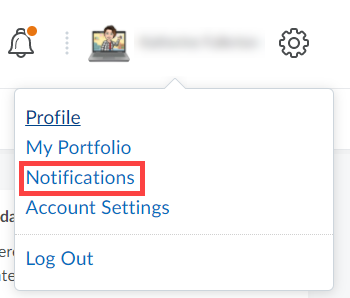 Profile
My Portfolio
Notifications
Account Settings
Log Out